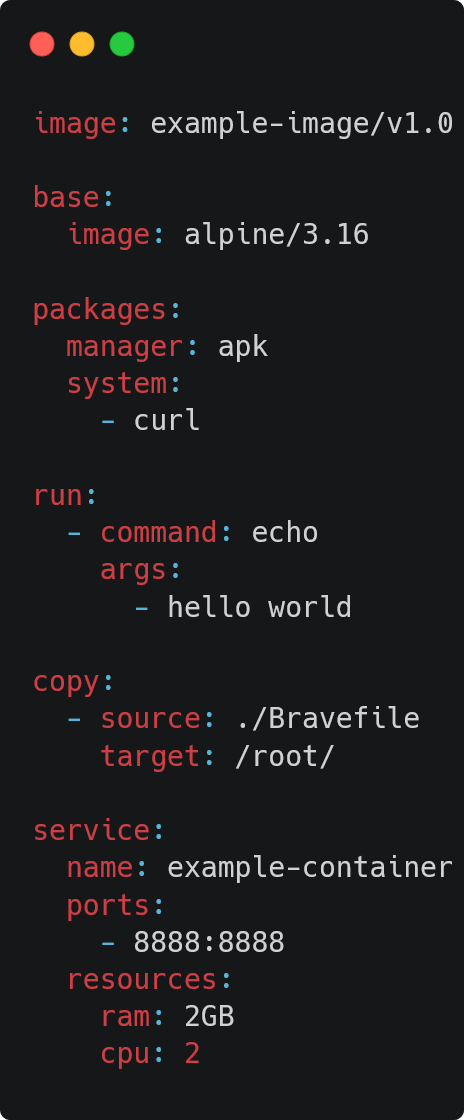 image: example-image/v1.0

base:
  image: alpine/3.16

packages:
  manager: apk
  system:
    - curl

run:
  - command: echo
    args:
      - hello world

copy:
  - source: ./Bravefile
    target: /root/

service:
  name: example-container
  ports:
    - 8888:8888
  resources:
    ram: 2GB
    cpu: 2